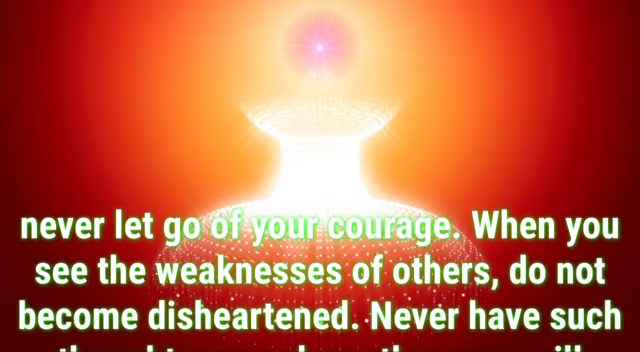 never let go of your courage. When you
see the weaknesses of others, do not
become disheartened. Never have such